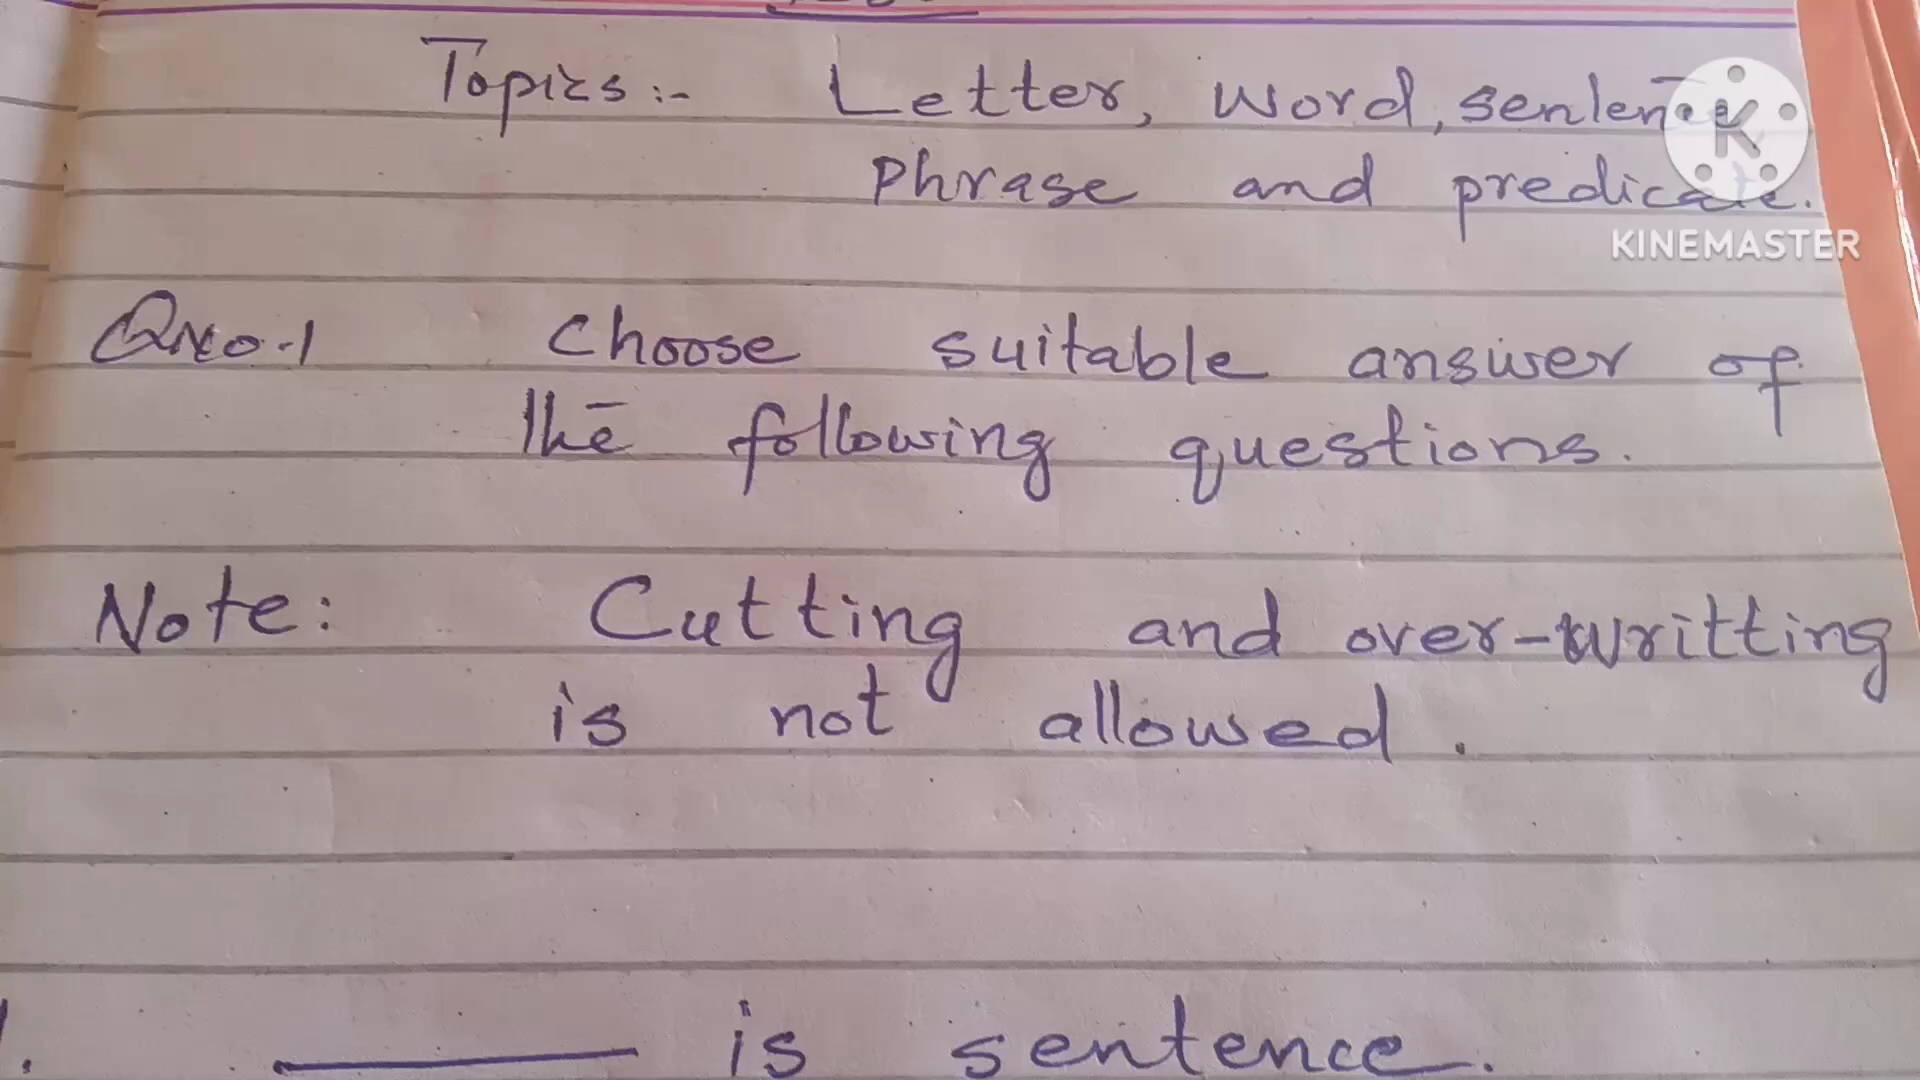 Topics:- Letter, word, sentence
Phrase and predicate.
KINEMASTER
Qno.1 Choose suitable answer of
the following questions.
Note: Cutting and over-writting
is not allowed.
1. ______ is sentence.